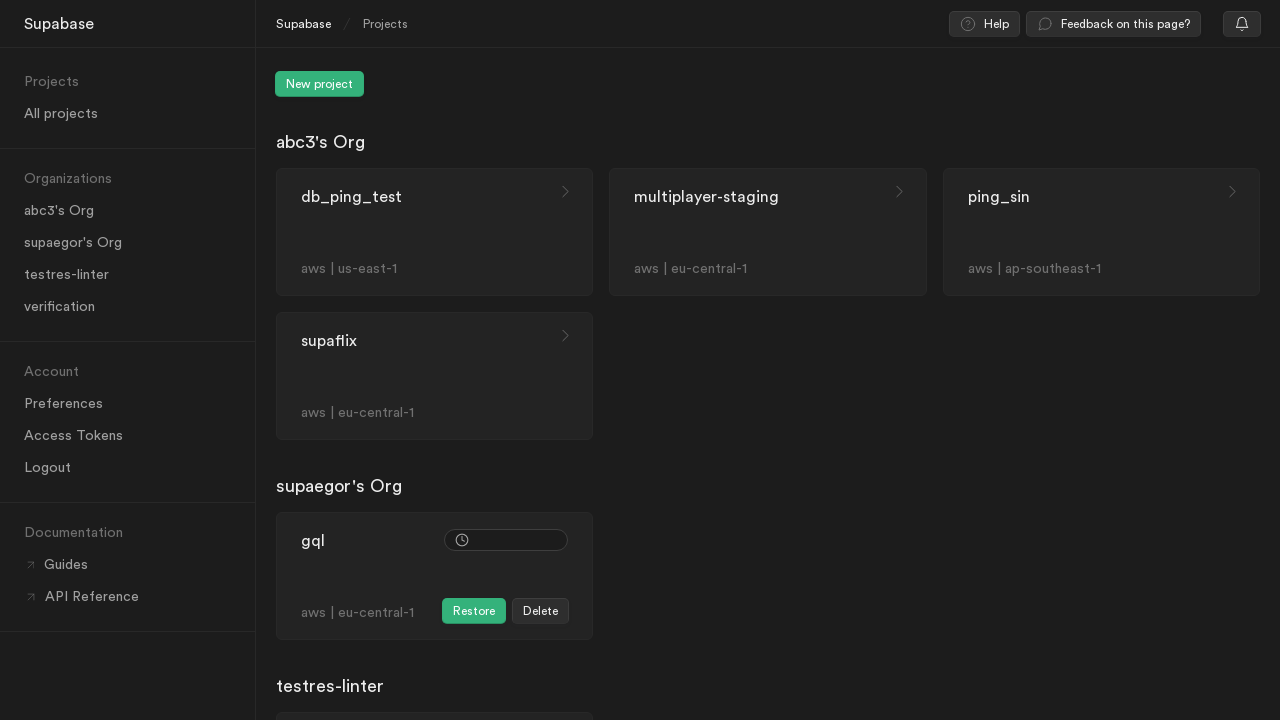 Supabase
Projects
All projects
Organizations
abc3's Org
supaegor's Org
testres-linter
verification
Account
Preferences
Access Tokens
Logout
Documentation
Guides
API Reference
Supabase / Projects
Help
Feedback on this page?
New project
abc3's Org
db_ping_test
aws | us-east-1
multiplayer-staging
aws | eu-central-1
ping_sin
aws | ap-southeast-1
supaflix
aws | eu-central-1
supaegor's Org
gql
aws | eu-central-1
Restore
Delete
testres-linter